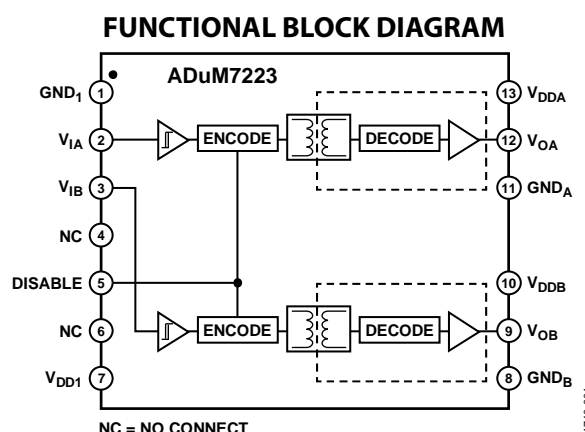 FUNCTIONAL BLOCK DIAGRAM
ADuM7223
GND1 1
VIA 2
VIB 3
NC 4
DISABLE 5
NC 6
VDD1 7
ENCODE
DECODE
ENCODE
DECODE
13 VDDA
12 VOA
11 GNDA
10 VDDB
9 VOB
8 GNDB
NC = NO CONNECT